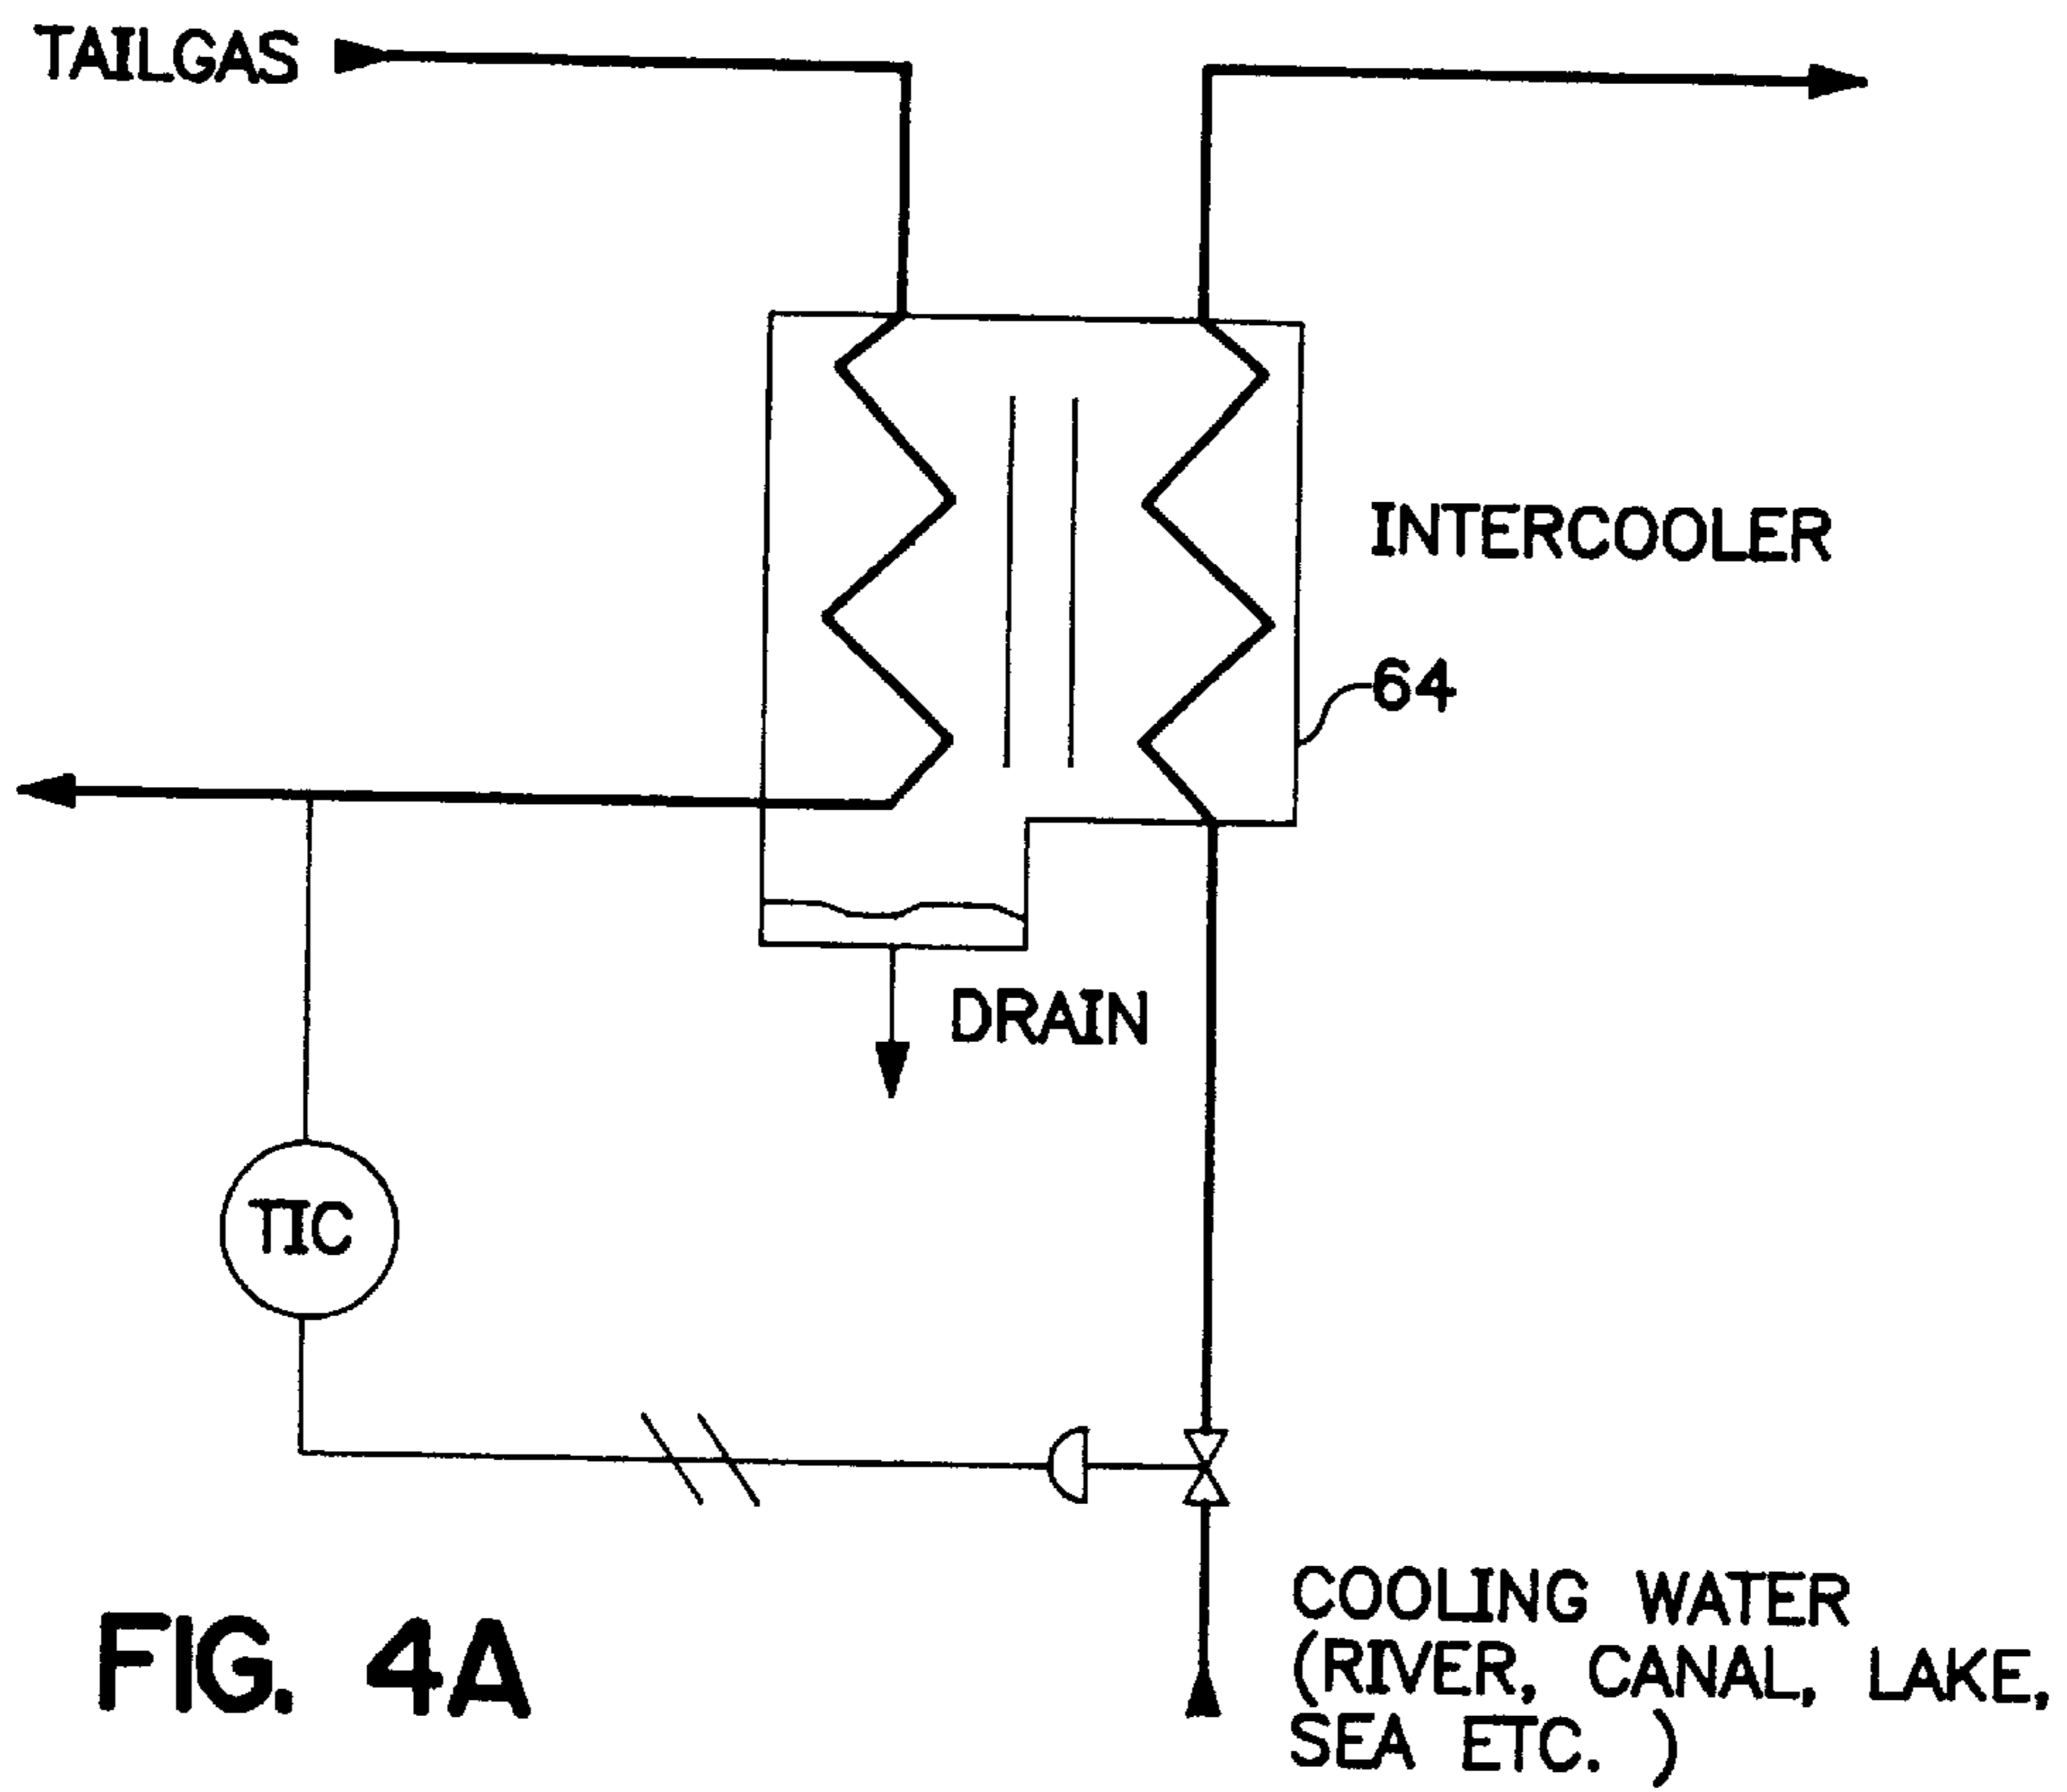 TAILGAS
INTERCOOLER
64
DRAIN
TIC
COOLING WATER
(RIVER, CANAL, LAKE,
SEA ETC. )
FIG. 4A